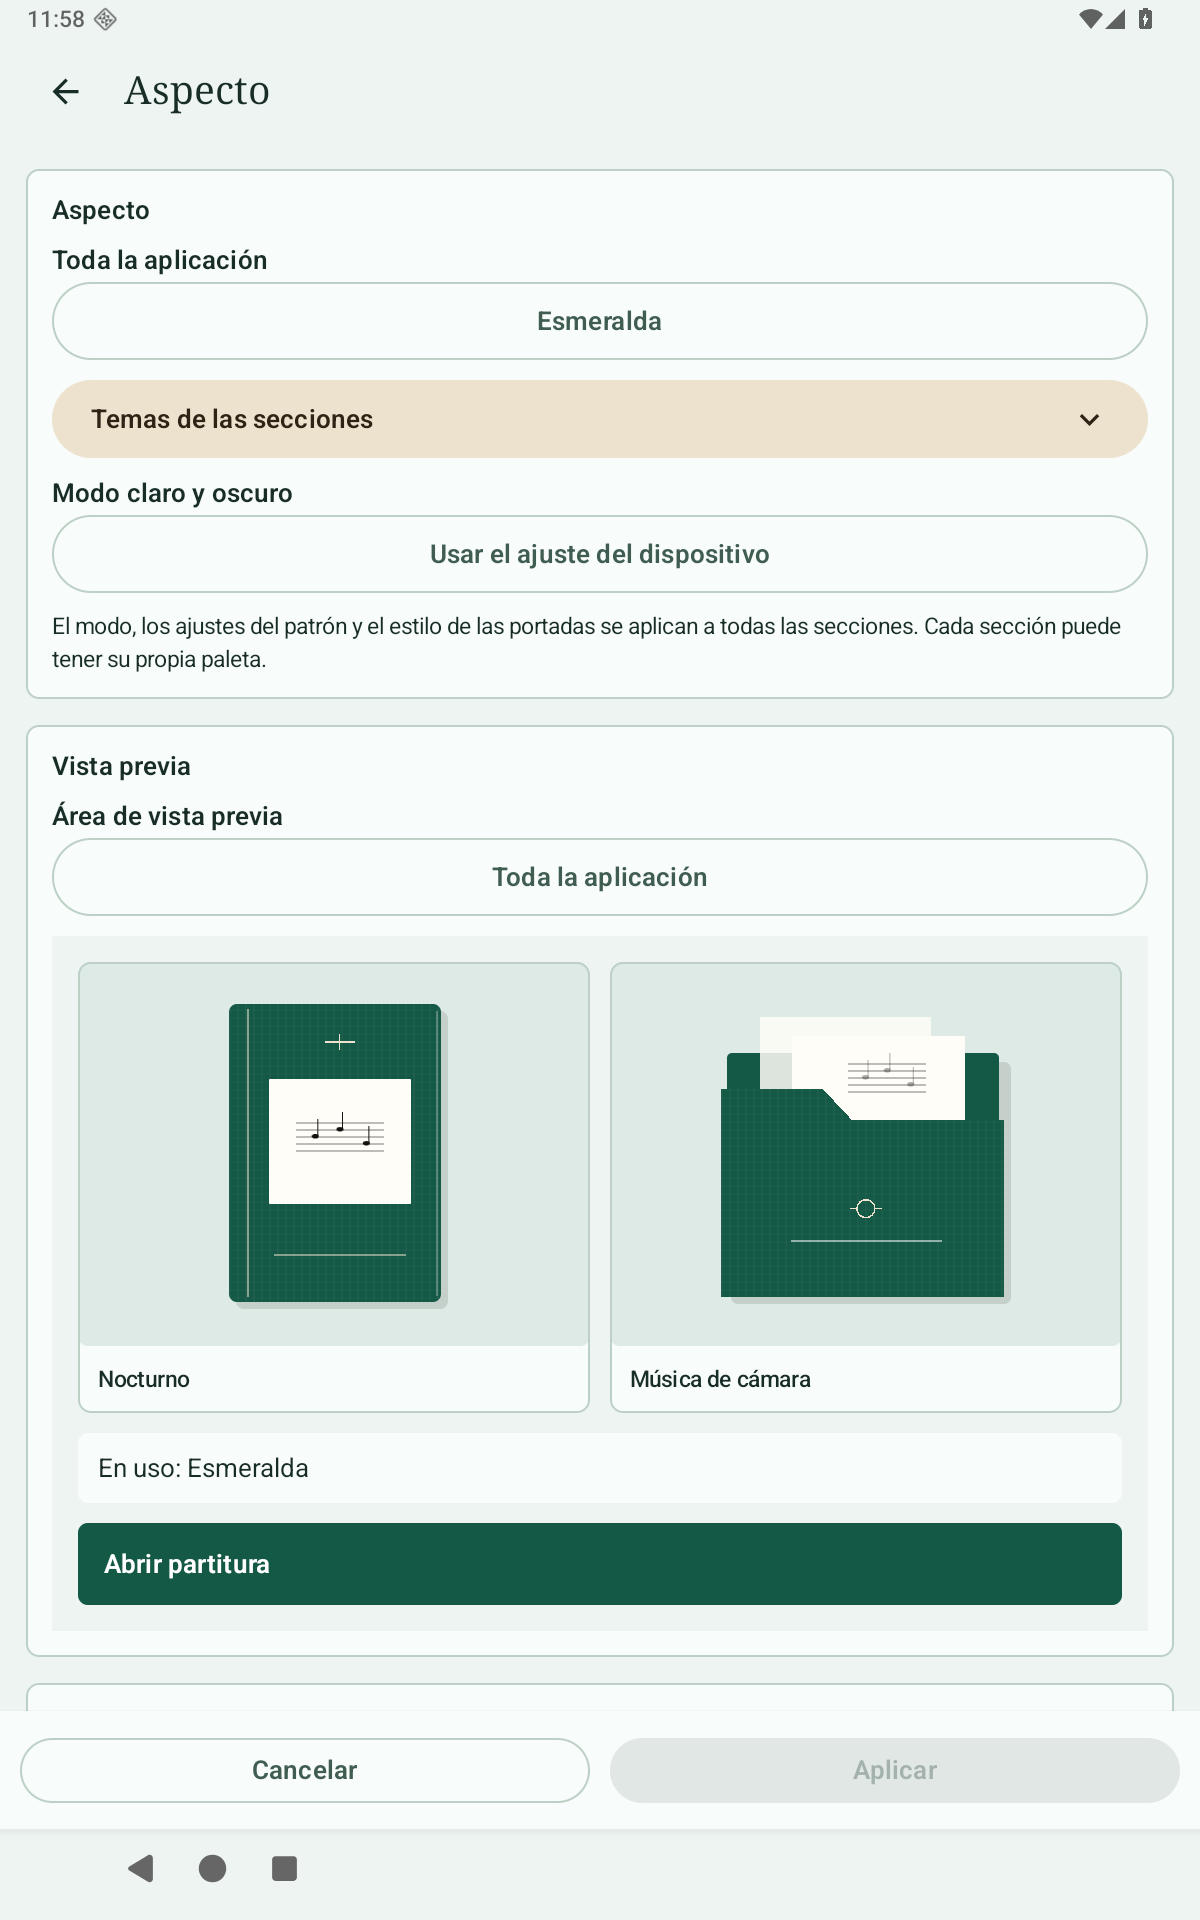 11:58
Aspecto
Aspecto
Toda la aplicación
Esmeralda
Temas de las secciones
Modo claro y oscuro
Usar el ajuste del dispositivo
El modo, los ajustes del patrón y el estilo de las portadas se aplican a todas las secciones. Cada sección puede
tener su propia paleta.
Vista previa
Área de vista previa
Toda la aplicación
Nocturno
Música de cámara
En uso: Esmeralda
Abrir partitura
Cancelar
Aplicar